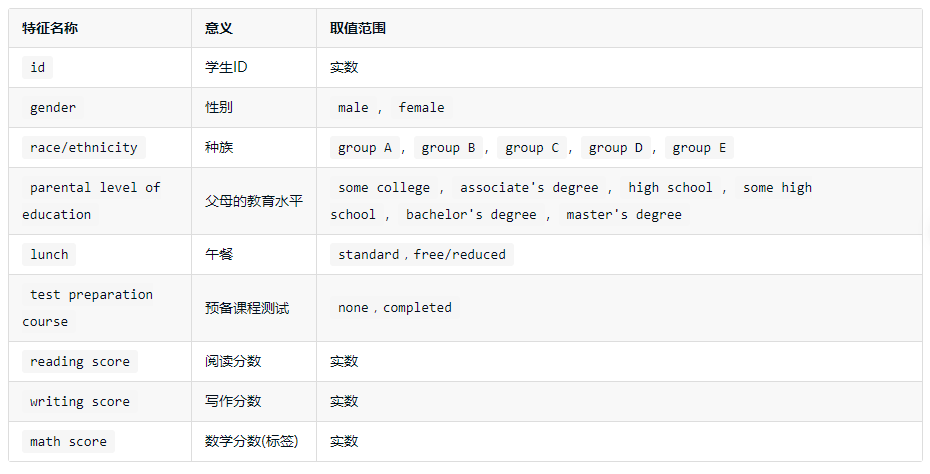 特征名称 意义 取值范围
id 学生ID 实数
gender 性别 male , female
race/ethnicity 种族 group A , group B , group C , group D , group E
parental level of education 父母的教育水平 some college , associate's degree , high school , some high school , bachelor's degree , master's degree
lunch 午餐 standard , free/reduced
test preparation course 预备课程测试 none , completed
reading score 阅读分数 实数
writing score 写作分数 实数
math score 数学分数(标签) 实数